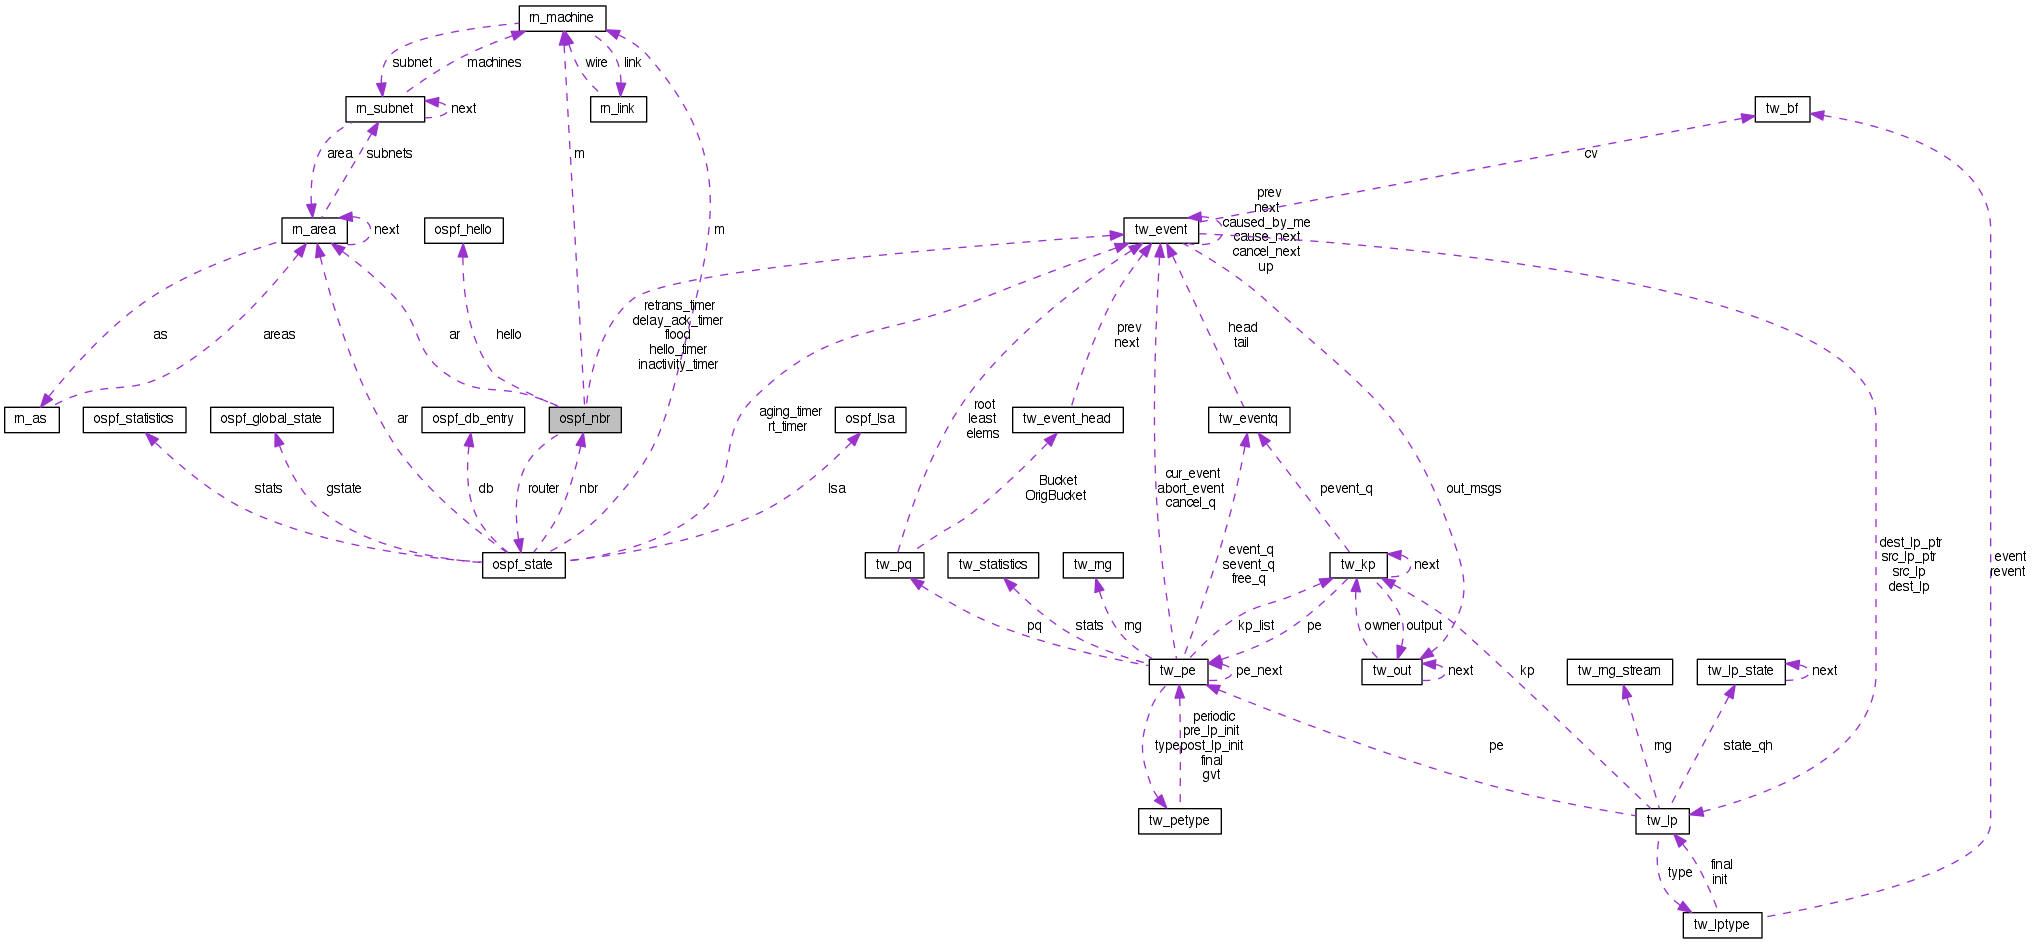 rn_machine
subnet
machines
wire
link
rn_subnet
next
rn_link
tw_bf
area
subnets
m
cv
prev
next
caused_by_me
cause_next
cancel_next
up
rn_area
next
ospf_hello
m
tw_event
as
areas
ar
hello
retrans_timer
delay_ack_timer
flood
hello_timer
inactivity_timer
prev
next
head
tail
rn_as
ospf_statistics
ospf_global_state
ar
ospf_db_entry
ospf_nbr
aging_timer
rt_timer
ospf_lsa
root
least
elems
tw_event_head
tw_eventq
stats
gstate
db
router
nbr
lsa
Bucket
OrigBucket
cur_event
abort_event
cancel_q
pevent_q
out_msgs
ospf_state
tw_pq
tw_statistics
tw_rng
event_q
sevent_q
free_q
tw_kp
next
dest_lp_ptr
src_lp_ptr
src_lp
dest_lp
event
revent
pq
stats
rng
kp_list
pe
owner
output
tw_pe
pe_next
tw_out
next
kp
tw_rng_stream
tw_lp_state
next
type
periodic
pre_lp_init
post_lp_init
final
gvt
pe
rng
state_qh
tw_petype
tw_lp
type
final
init
tw_lptype